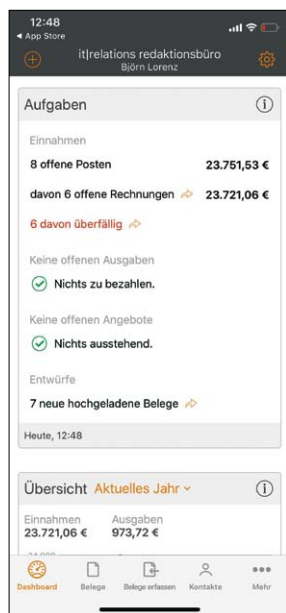 12:48
◀ App Store
it|relations redaktionsbüro
Björn Lorenz
Aufgaben
Einnahmen
8 offene Posten 23.751,53 €
davon 6 offene Rechnungen 23.721,06 €
6 davon überfällig
Keine offenen Ausgaben
Nichts zu bezahlen.
Keine offenen Angebote
Nichts ausstehend.
Entwürfe
7 neue hochgeladene Belege
Heute, 12:48
Übersicht Aktuelles Jahr
Einnahmen Ausgaben
23.721,06 € 973,72 €
Dashboard Belege Belege erfassen Kontakte Mehr